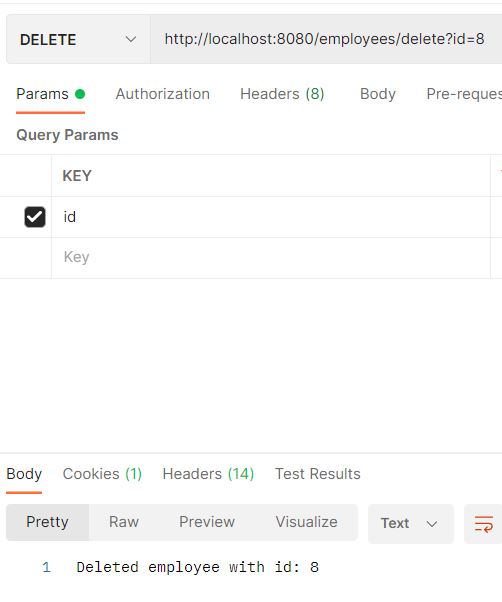 DELETE http://localhost:8080/employees/delete?id=8
Params Authorization Headers (8) Body Pre-reques
Query Params
KEY
id
Key
Body Cookies (1) Headers (14) Test Results
Pretty Raw Preview Visualize Text
1 Deleted employee with id: 8